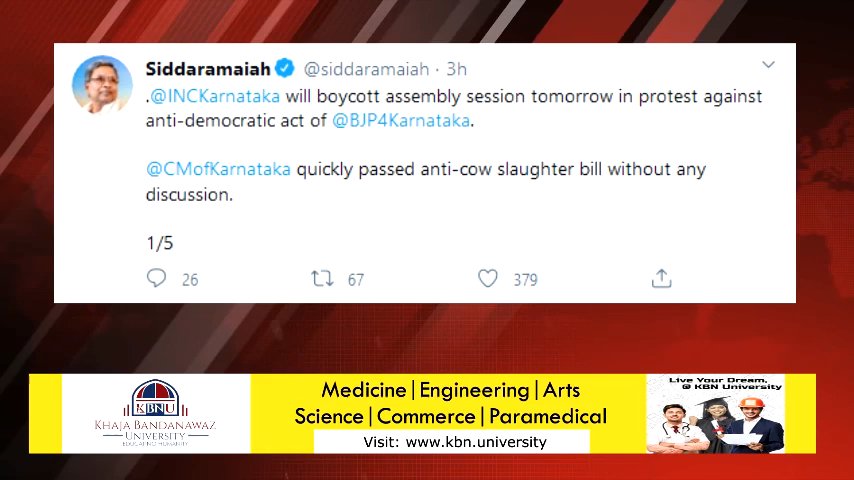 Siddaramaiah @siddaramaiah · 3h
.@INCKarnataka will boycott assembly session tomorrow in protest against
anti-democratic act of @BJP4Karnataka.
@CMofKarnataka quickly passed anti-cow slaughter bill without any
discussion.
1/5
26 67 379
KBNU
KHAJA BANDANAWAZ
UNIVERSITY
EDUCATING HUMANITY
Medicine|Engineering|Arts
Science|Commerce|Paramedical
Visit: www.kbn.university
Live Your Dream,
@ KBN University